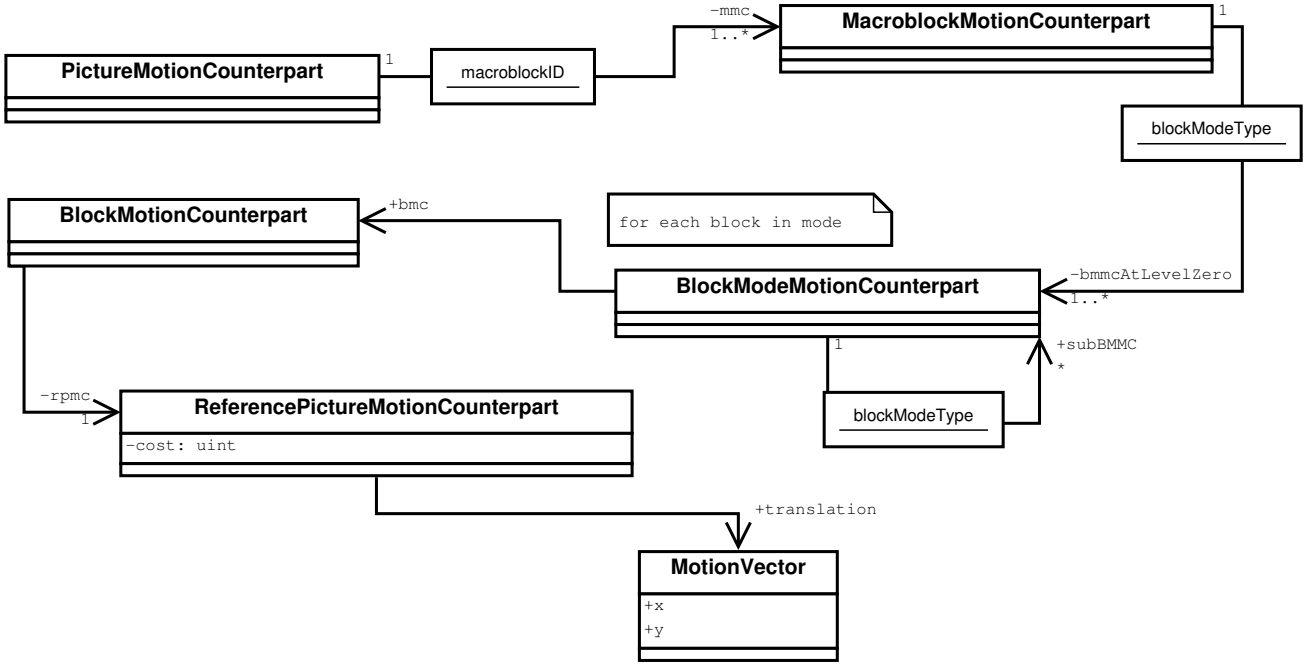 -mmc
1..*
MacroblockMotionCounterpart
1
PictureMotionCounterpart
1
macroblockID
blockModeType
BlockMotionCounterpart
+bmc
for each block in mode
BlockModeMotionCounterpart
-bmmcAtLevelZero
1..*
1
+subBMMC
*
blockModeType
-rpmc
1
ReferencePictureMotionCounterpart
-cost: uint
+translation
MotionVector
+x
+y